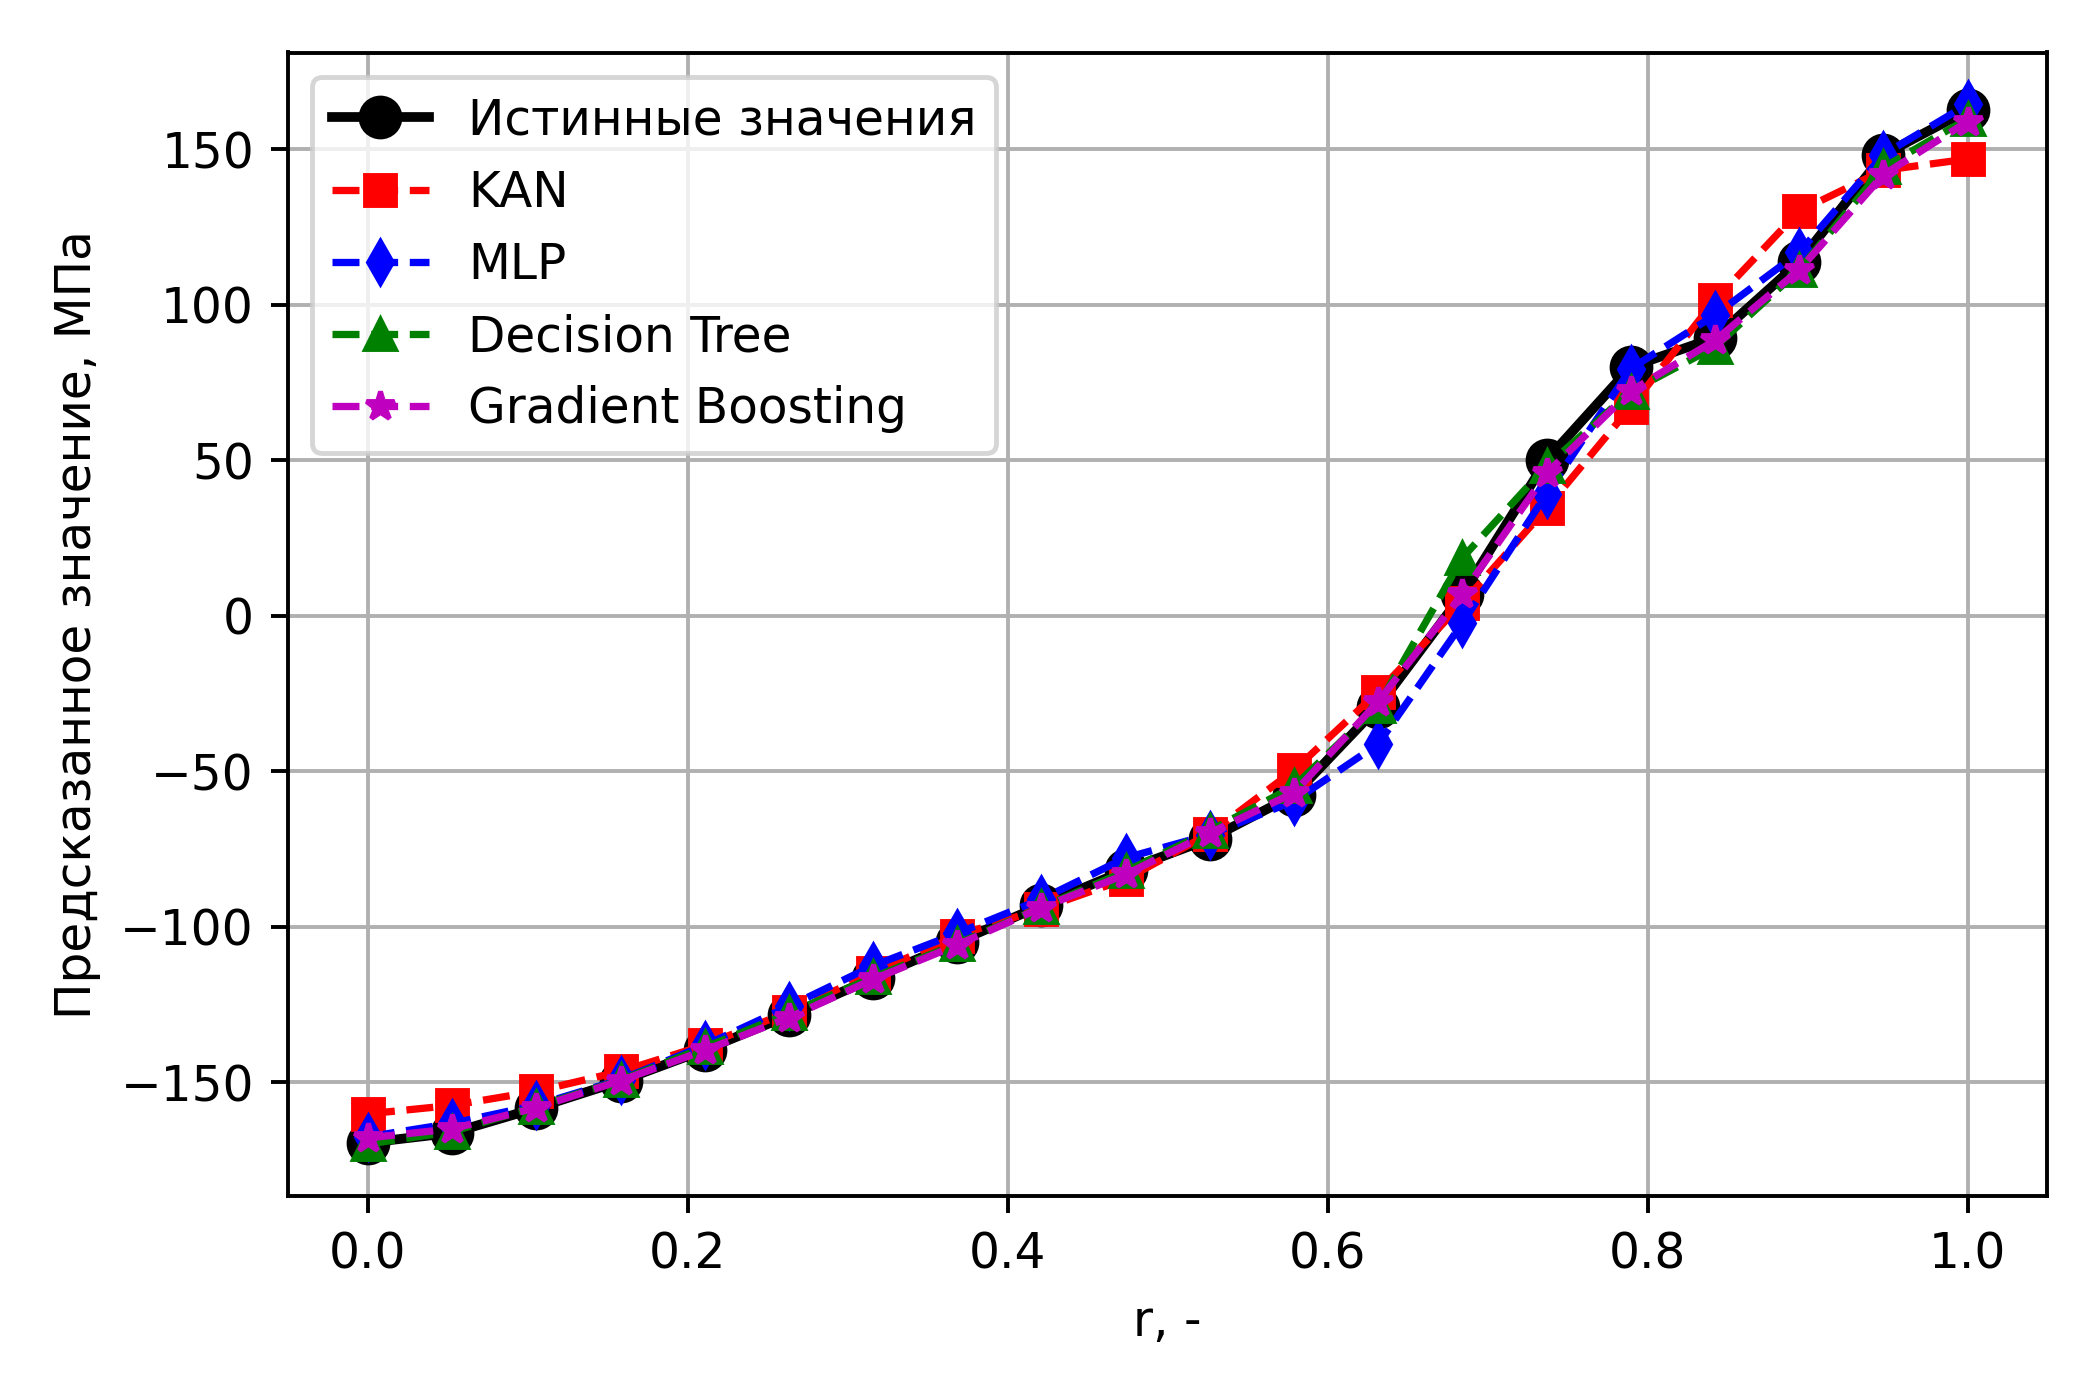 Истинные значения
KAN
MLP
Decision Tree
Gradient Boosting
Предсказанное значение, МПа
150
100
50
0
−50
−100
−150
0.0 0.2 0.4 0.6 0.8 1.0
r, -